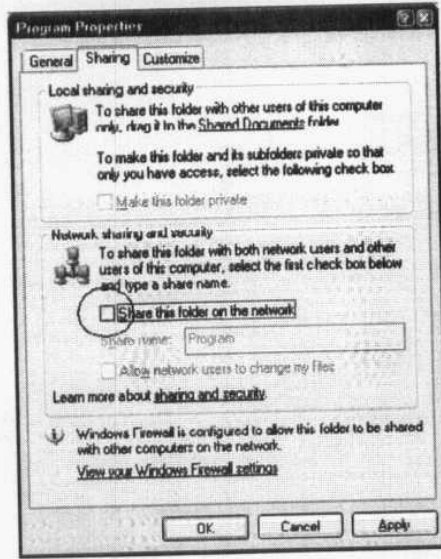 Program Properties
General Sharing Customize
Local sharing and security
To share this folder with other users of this computer
only, drag it to the Shared Documents folder.
To make this folder and its subfolders private so that
only you have access, select the following check box.
Make this folder private
Network sharing and security
To share this folder with both network users and other
users of this computer, select the first check box below
and type a share name.
Share this folder on the network
Share name: Program
Allow network users to change my files
Learn more about sharing and security.
Windows Firewall is configured to allow this folder to be shared
with other computers on the network.
View your Windows Firewall settings
OK Cancel Apply